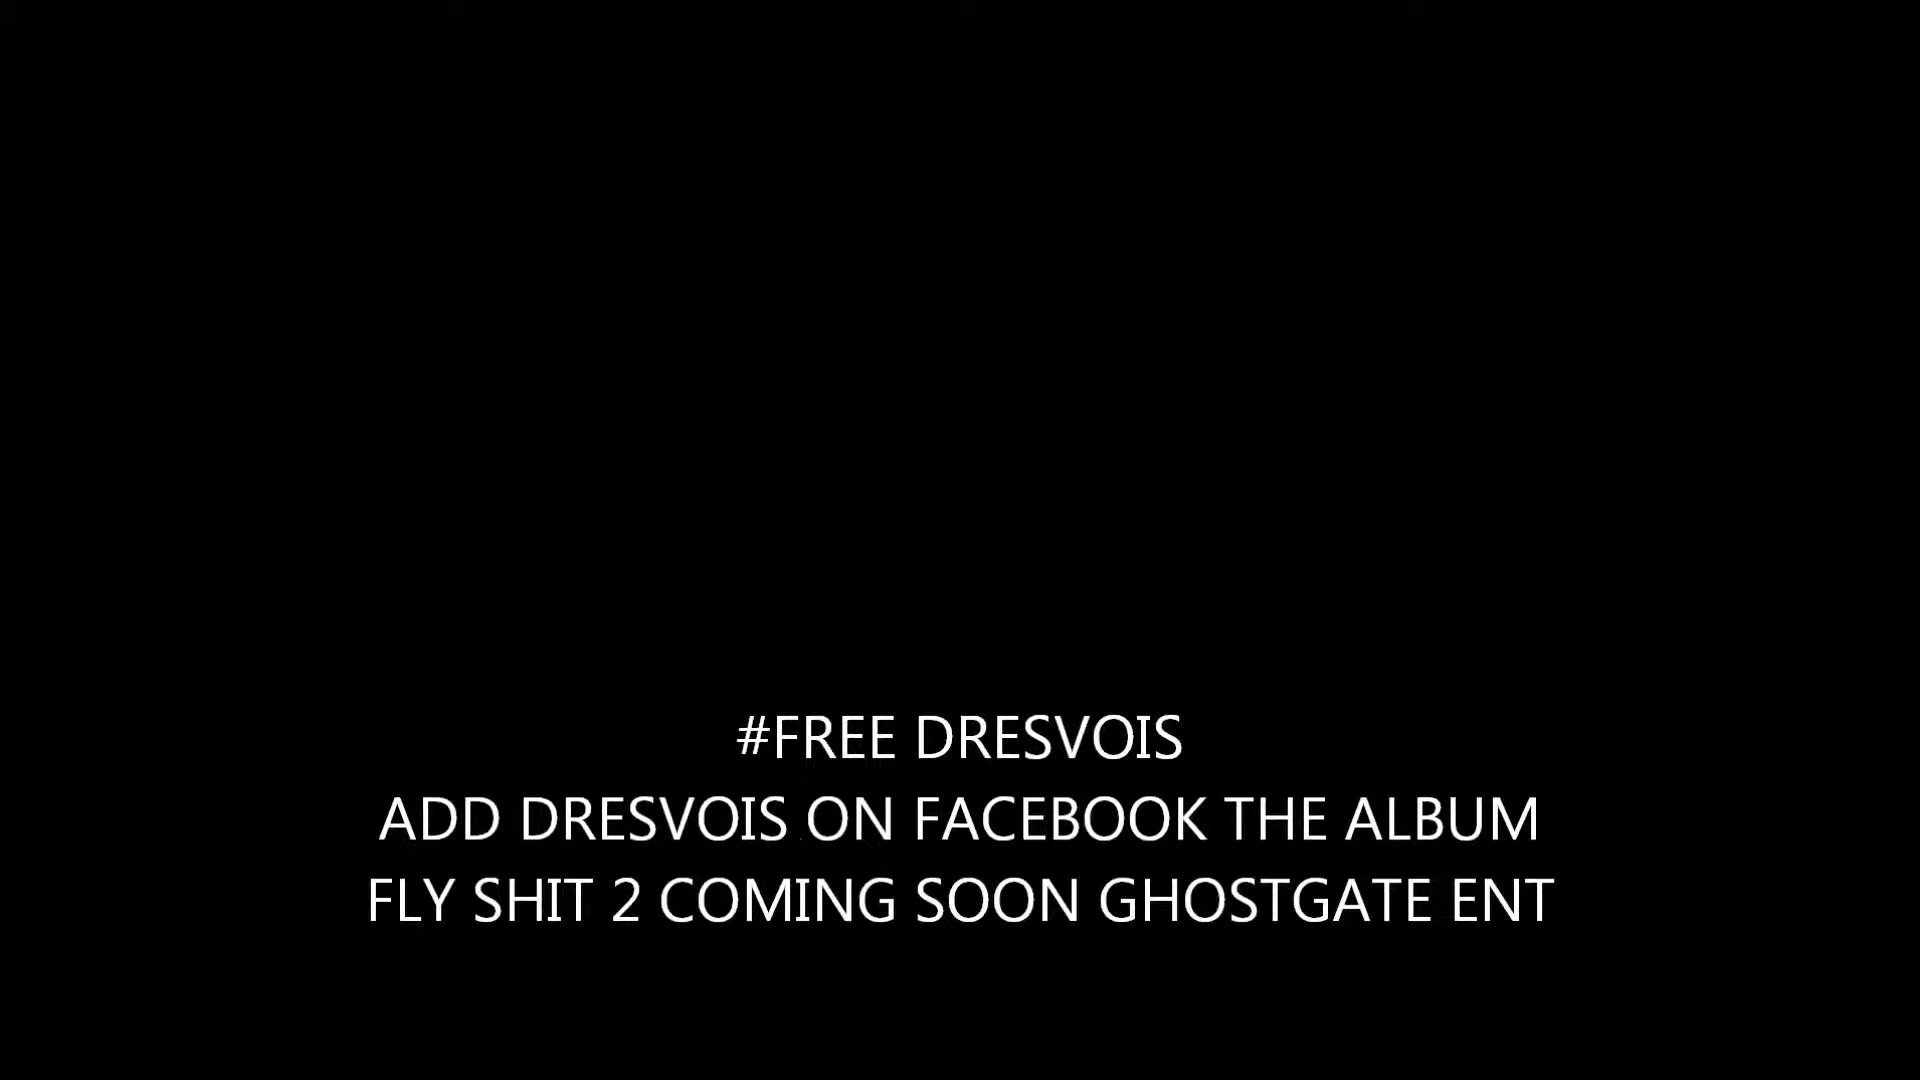 #FREE DRESVOIS
ADD DRESVOIS ON FACEBOOK THE ALBUM
FLY SHIT 2 COMING SOON GHOSTGATE ENT